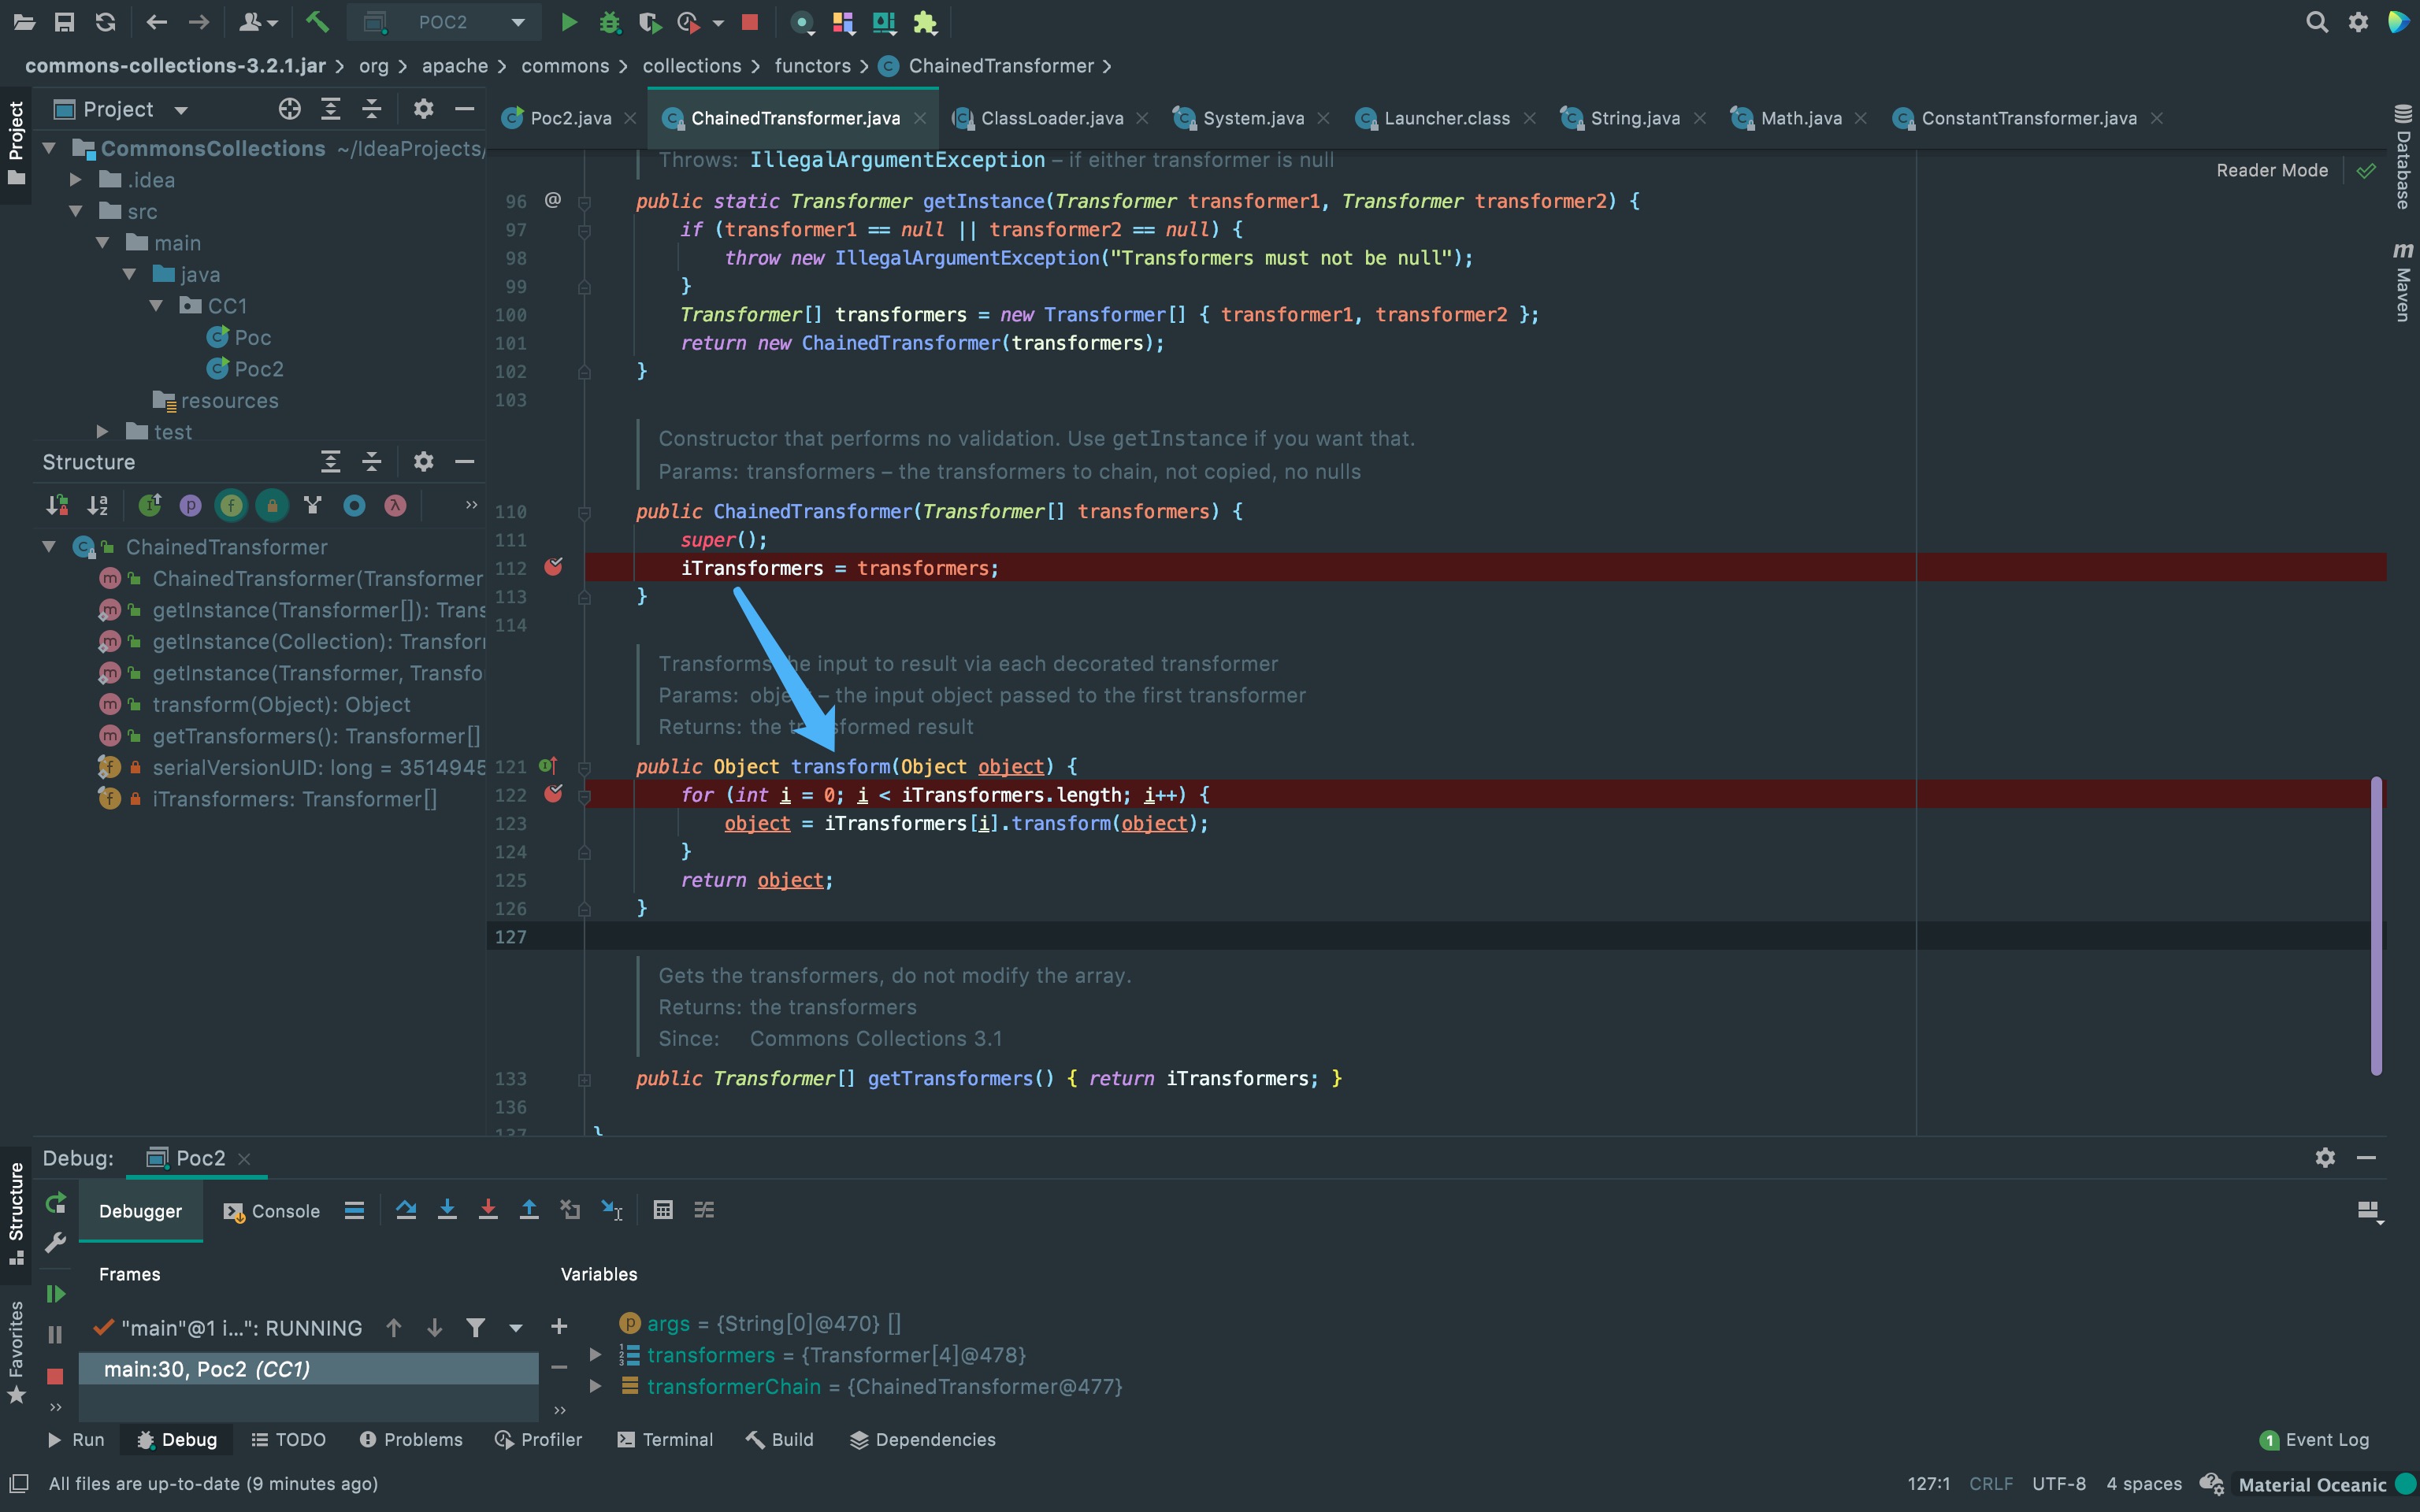 POC2
commons-collections-3.2.1.jar › org › apache › commons › collections › functors › ChainedTransformer ›
Project
Project
CommonsCollections ~/IdeaProjects/
.idea
src
main
java
CC1
Poc
Poc2
resources
test
Structure
ChainedTransformer
ChainedTransformer(Transformer
getInstance(Transformer[]): Trans
getInstance(Collection): Transfor
getInstance(Transformer, Transfo
transform(Object): Object
getTransformers(): Transformer[]
serialVersionUID: long = 3514945
iTransformers: Transformer[]
Poc2.java
ChainedTransformer.java
ClassLoader.java
System.java
Launcher.class
String.java
Math.java
ConstantTransformer.java
Reader Mode
Database
Maven
Throws: IllegalArgumentException – if either transformer is null
96 @ public static Transformer getInstance(Transformer transformer1, Transformer transformer2) {
97 if (transformer1 == null || transformer2 == null) {
98 throw new IllegalArgumentException("Transformers must not be null");
99 }
100 Transformer[] transformers = new Transformer[] { transformer1, transformer2 };
101 return new ChainedTransformer(transformers);
102 }
103
Constructor that performs no validation. Use getInstance if you want that.
Params: transformers – the transformers to chain, not copied, no nulls
110 public ChainedTransformer(Transformer[] transformers) {
111 super();
112 iTransformers = transformers;
113 }
114
Transforms the input to result via each decorated transformer
Params: object – the input object passed to the first transformer
Returns: the transformed result
121 public Object transform(Object object) {
122 for (int i = 0; i < iTransformers.length; i++) {
123 object = iTransformers[i].transform(object);
124 }
125 return object;
126 }
127
Gets the transformers, do not modify the array.
Returns: the transformers
Since: Commons Collections 3.1
133 public Transformer[] getTransformers() { return iTransformers; }
136
137 }
Structure
Favorites
Debug: Poc2
Debugger
Console
Frames
Variables
"main"@1 i...": RUNNING
main:30, Poc2 (CC1)
args = {String[0]@470} []
transformers = {Transformer[4]@478}
transformerChain = {ChainedTransformer@477}
Run
Debug
TODO
Problems
Profiler
Terminal
Build
Dependencies
1 Event Log
All files are up-to-date (9 minutes ago)
127:1 CRLF UTF-8 4 spaces Material Oceanic